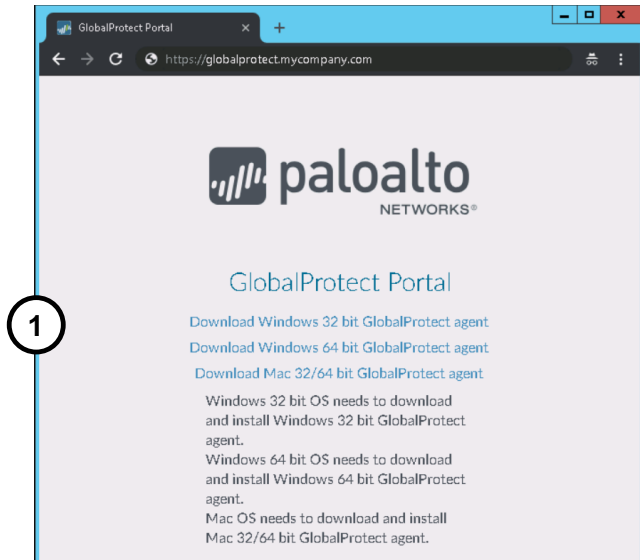 GlobalProtect Portal
https://globalprotect.mycompany.com
paloalto
NETWORKS®
GlobalProtect Portal
1
Download Windows 32 bit GlobalProtect agent
Download Windows 64 bit GlobalProtect agent
Download Mac 32/64 bit GlobalProtect agent
Windows 32 bit OS needs to download
and install Windows 32 bit GlobalProtect
agent.
Windows 64 bit OS needs to download
and install Windows 64 bit GlobalProtect
agent.
Mac OS needs to download and install
Mac 32/64 bit GlobalProtect agent.